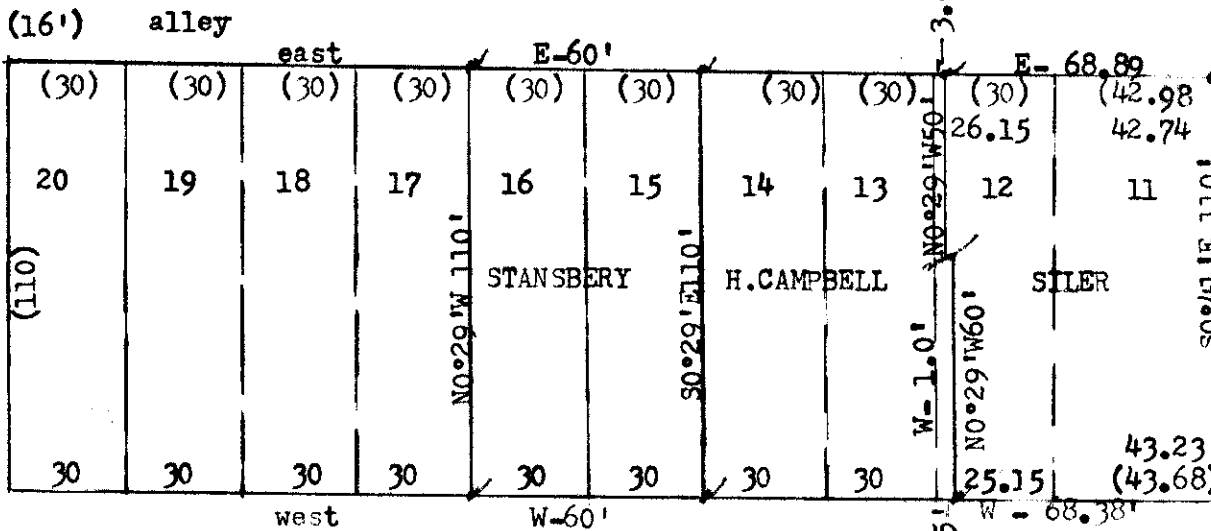 (16') alley
-3.
east E-60' E- 68.89
(30) (30) (30) (30) (30) (30) (30) (30) (30) (42.98
26.15 42.74
20 19 18 17 16 15 14 13 12 11
N0°29'W50'
(110)
N0°29'W 110'
STANSBERY
S0°29'E110'
H.CAMPBELL
SILER
W- 1.0'
N0°29'W60'
43.23
30 30 30 30 30 30 30 30 25.15 (43.68)
west W-60' W - 68.38'